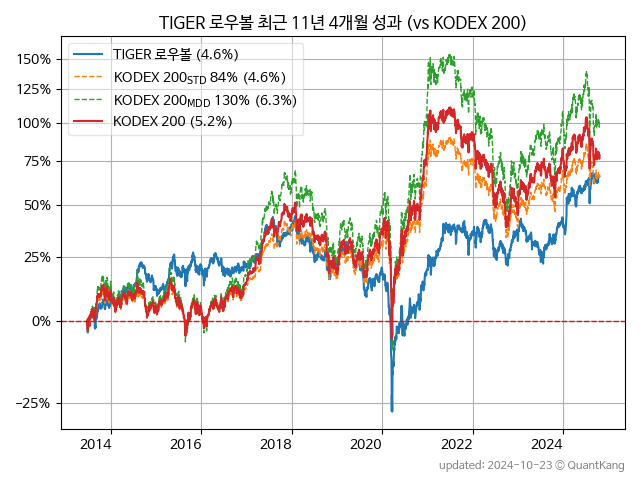 TIGER 로우볼 최근 11년 4개월 성과 (vs KODEX 200)
TIGER 로우볼 (4.6%)
KODEX 200STD 84% (4.6%)
KODEX 200MDD 130% (6.3%)
KODEX 200 (5.2%)
150%
125%
100%
75%
50%
25%
0%
−25%
2014 2016 2018 2020 2022 2024
updated: 2024-10-23 © QuantKang